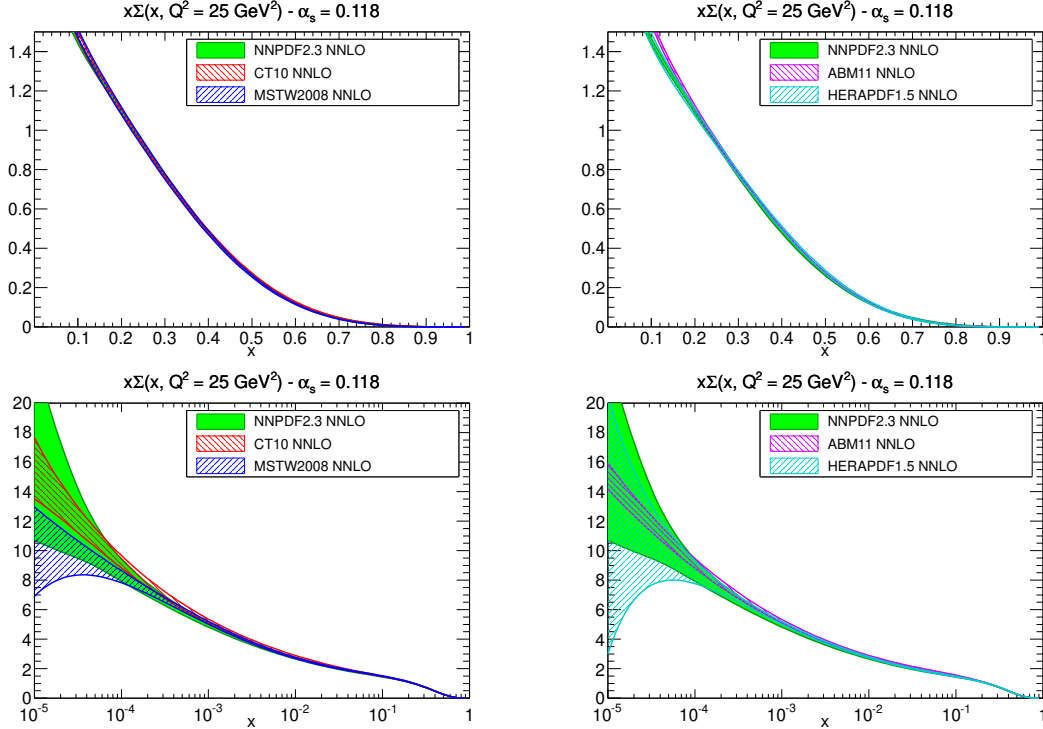 xΣ(x, Q² = 25 GeV²) - αₛ = 0.118
1.4
1.2
1
0.8
0.6
0.4
0.2
0
NNPDF2.3 NNLO
CT10 NNLO
MSTW2008 NNLO
0.1 0.2 0.3 0.4 0.5 0.6 0.7 0.8 0.9 1
x
xΣ(x, Q² = 25 GeV²) - αₛ = 0.118
1.4
1.2
1
0.8
0.6
0.4
0.2
0
NNPDF2.3 NNLO
ABM11 NNLO
HERAPDF1.5 NNLO
0.1 0.2 0.3 0.4 0.5 0.6 0.7 0.8 0.9 1
x
xΣ(x, Q² = 25 GeV²) - αₛ = 0.118
20
18
16
14
12
10
8
6
4
2
0
NNPDF2.3 NNLO
CT10 NNLO
MSTW2008 NNLO
10⁻⁵ 10⁻⁴ 10⁻³ 10⁻² 10⁻¹ 1
x
xΣ(x, Q² = 25 GeV²) - αₛ = 0.118
20
18
16
14
12
10
8
6
4
2
0
NNPDF2.3 NNLO
ABM11 NNLO
HERAPDF1.5 NNLO
10⁻⁵ 10⁻⁴ 10⁻³ 10⁻² 10⁻¹ 1
x